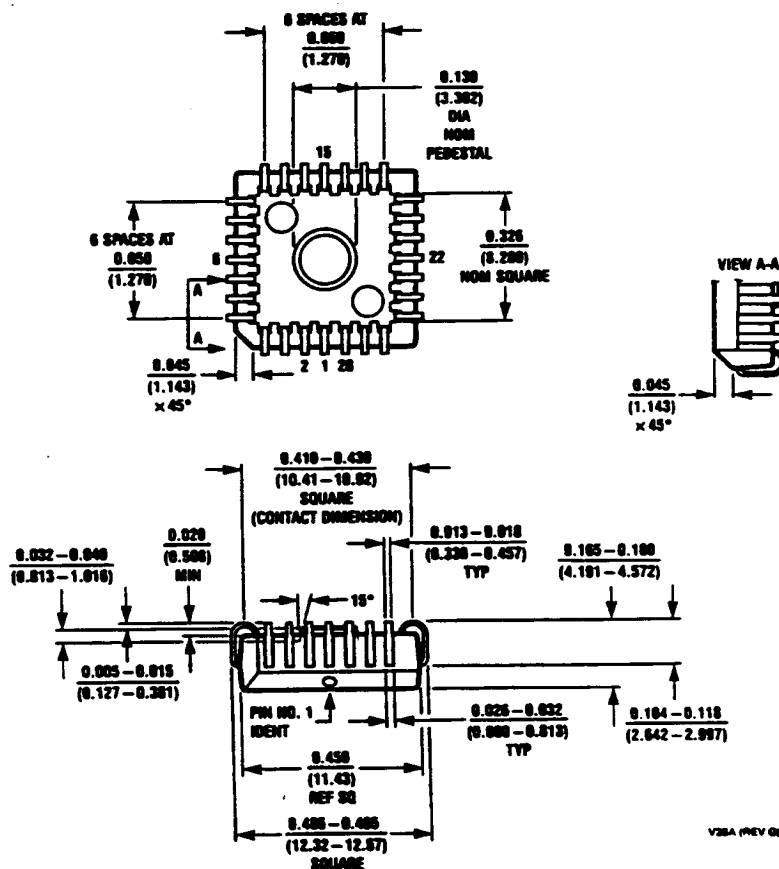 6 SPACES AT
0.050
(1.270)
0.130
(3.302)
DIA
NOM
PEDESTAL
15
6 SPACES AT
0.050
(1.270)
6
22
0.326
(8.280)
NOM SQUARE
A
A
2 1 28
0.045
(1.143)
× 45°
VIEW A-A
0.045
(1.143)
× 45°
0.410–0.430
(10.41–10.92)
SQUARE
(CONTACT DIMENSION)
0.032–0.040
(0.813–1.016)
0.020
(0.508)
MIN
0.013–0.018
(0.330–0.457)
TYP
0.165–0.180
(4.191–4.572)
15°
0.005–0.015
(0.127–0.381)
PIN NO. 1
IDENT
0.026–0.032
(0.660–0.813)
TYP
0.104–0.118
(2.642–2.997)
0.450
(11.43)
REF SQ
0.485–0.495
(12.32–12.57)
SQUARE
V28A (REV G)